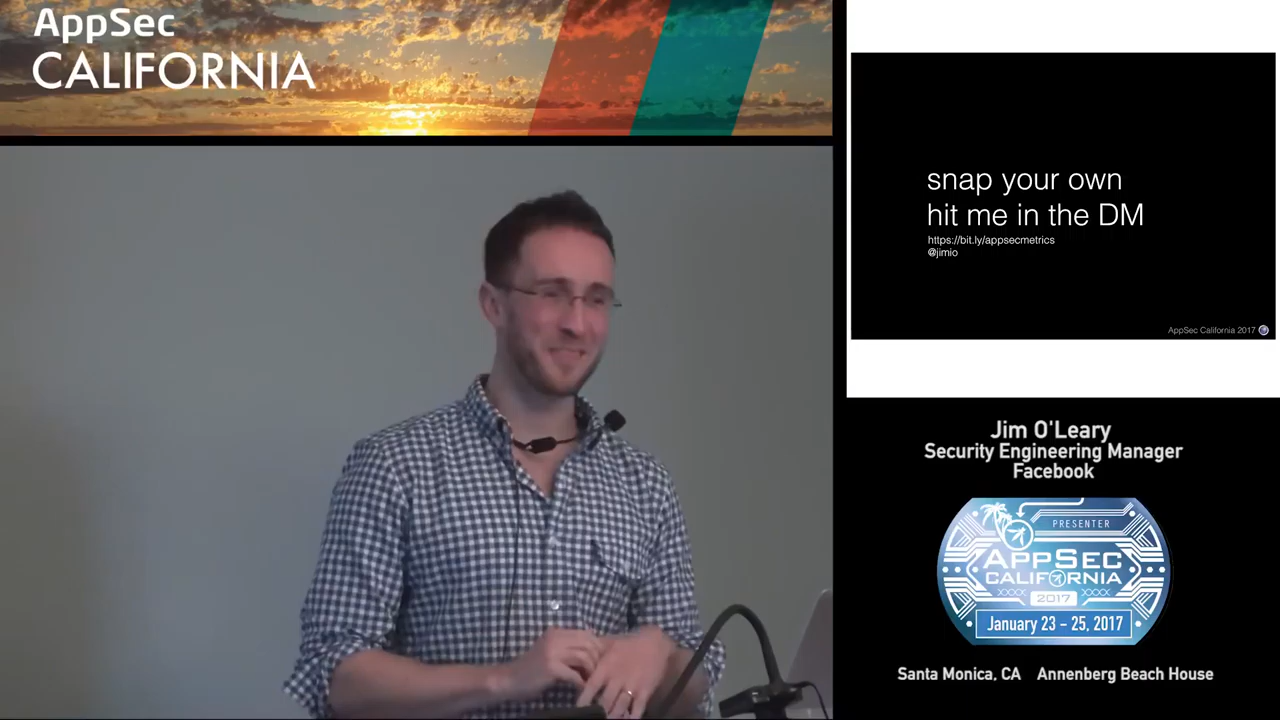 AppSec
CALIFORNIA
snap your own
hit me in the DM
https://bit.ly/appsecmetrics
@jimio
AppSec California 2017
Jim O'Leary
Security Engineering Manager
Facebook
PRESENTER
APPSEC
CALIFORNIA
XXXX 2017 XXXX
January 23 - 25, 2017
Santa Monica, CA Annenberg Beach House